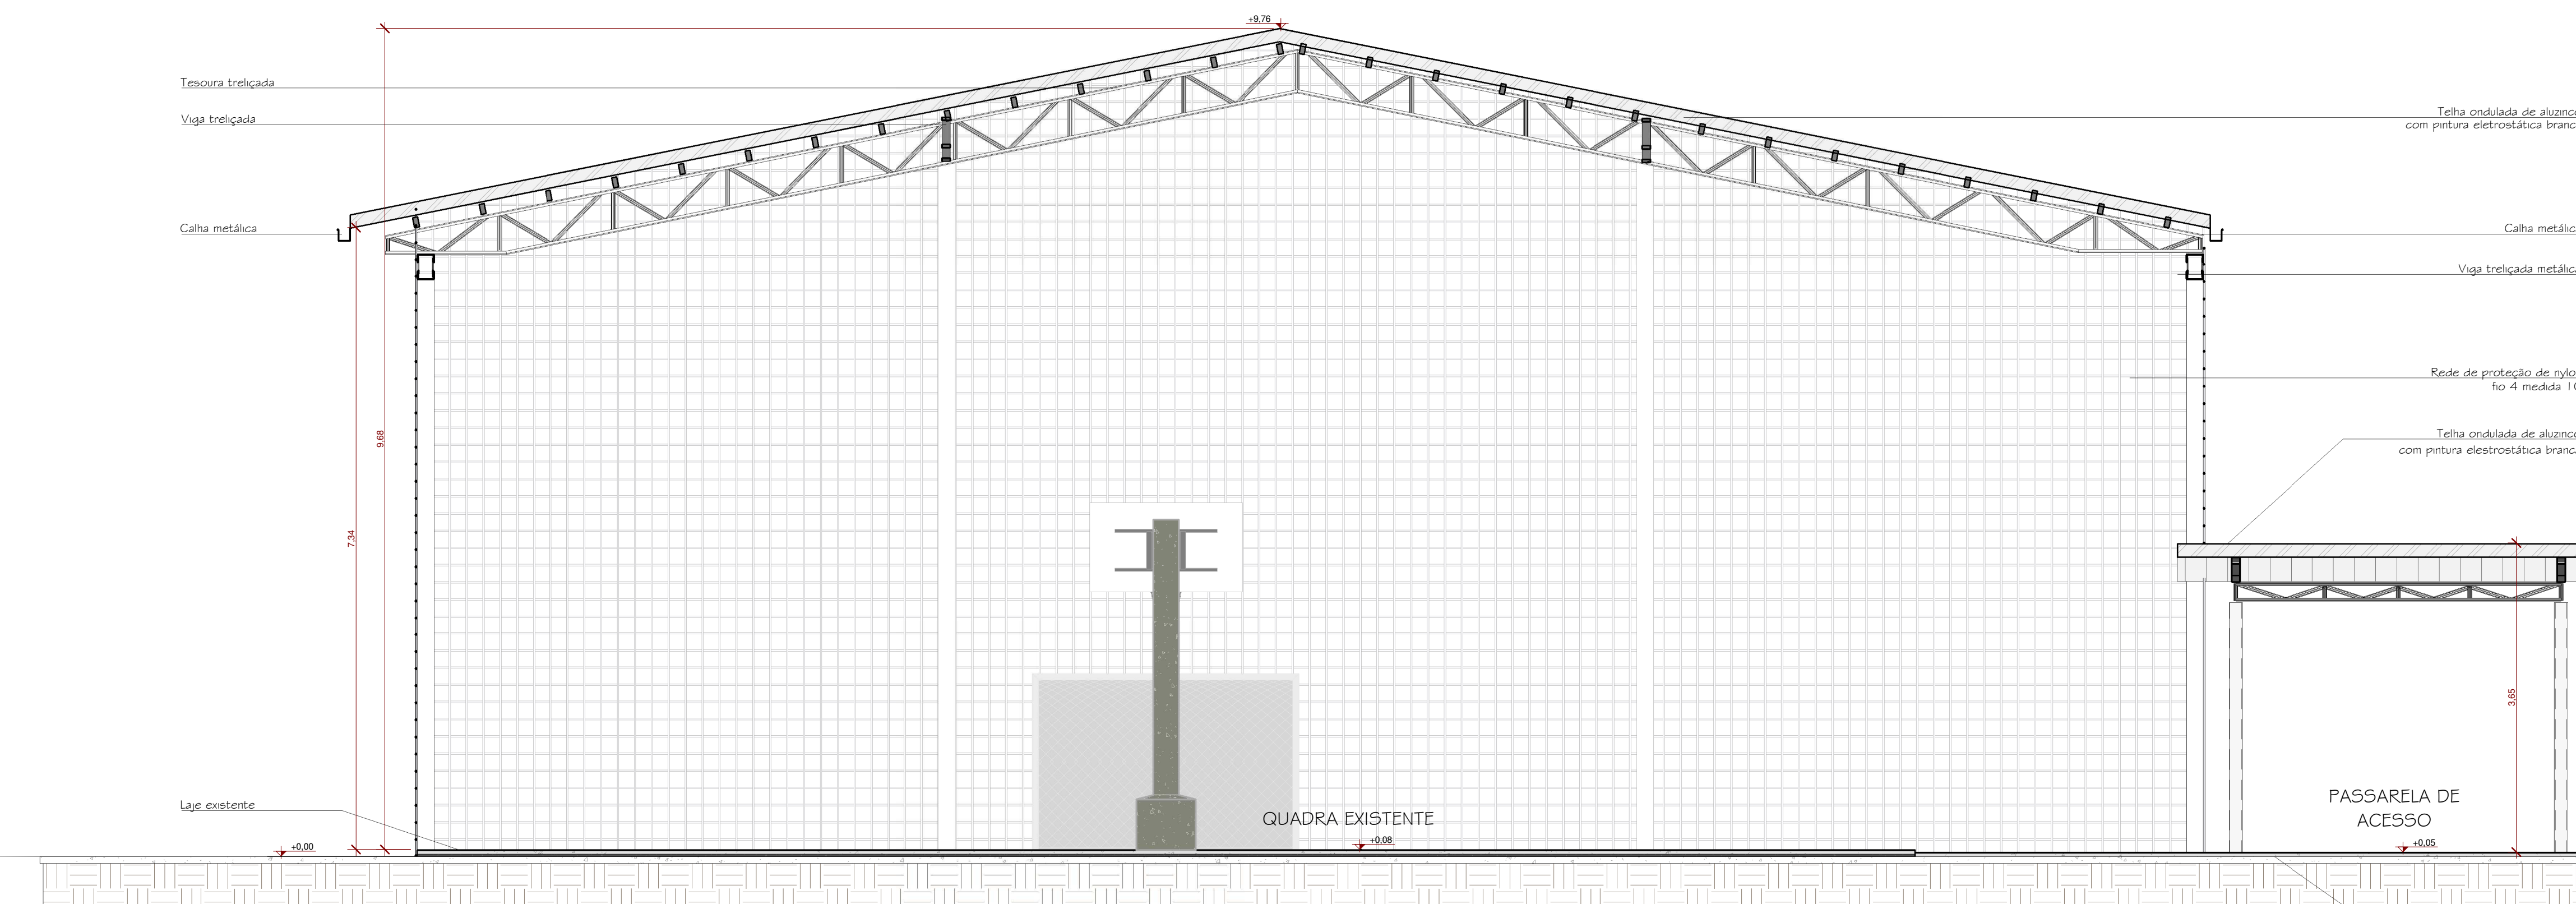 +9,76
Tesoura treliçada
Viga treliçada
Telha ondulada de aluzinc
com pintura eletrostática branc
Calha metálica
Calha metálic
Viga treliçada metálic
Rede de proteção de nylo
fio 4 medida 1
Telha ondulada de aluzinc
com pintura elestrostática branc
9,68
7,34
3,65
Laje existente
QUADRA EXISTENTE
PASSARELA DE
ACESSO
+0,00
+0,08
+0,05